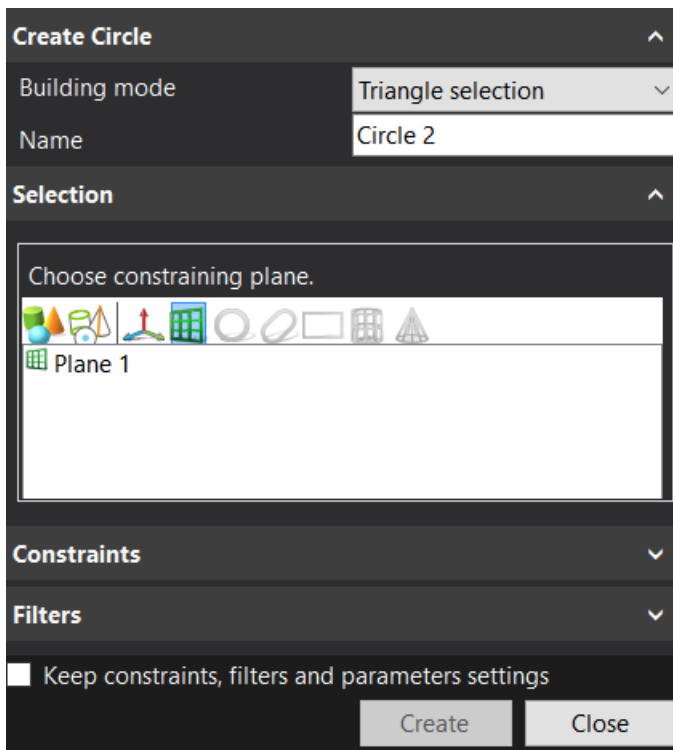 Create Circle
Building mode
Triangle selection
Name
Circle 2
Selection
Choose constraining plane.
Plane 1
Constraints
Filters
Keep constraints, filters and parameters settings
Create
Close